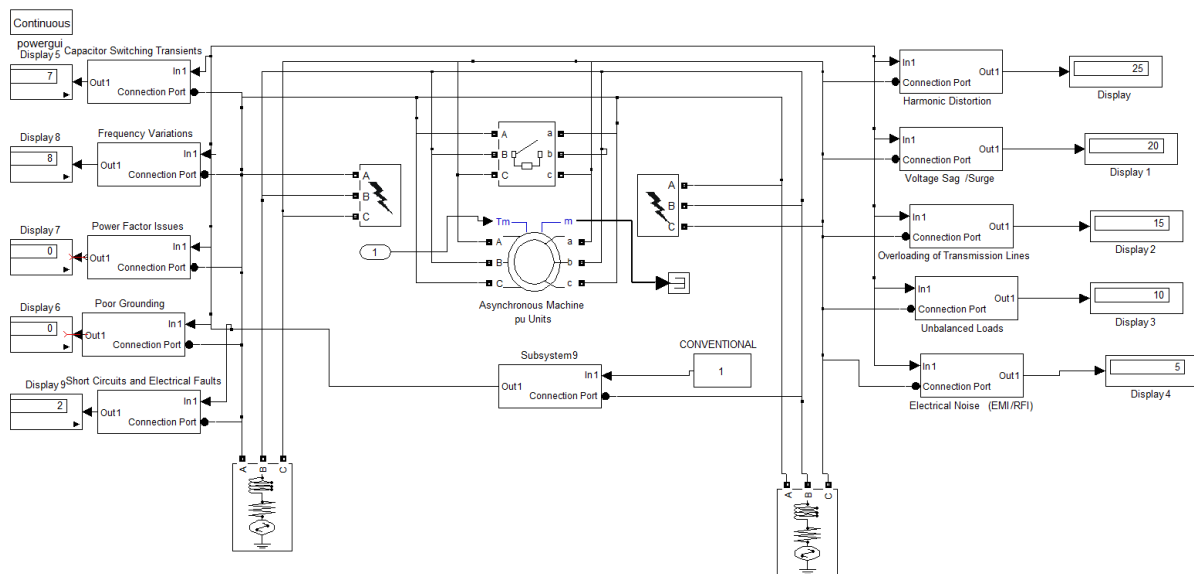 Continuous
powergui
Display 5
7
Capacitor Switching Transients
In1
Out1
Connection Port
Display 8
8
Frequency Variations
In1
Out1
Connection Port
Display 7
0
Power Factor Issues
In1
Out1
Connection Port
Display 6
0
Poor Grounding
In1
Out1
Connection Port
Display 9
2
Short Circuits and Electrical Faults
In1
Out1
Connection Port
A
B
C
A
B
C
A
B
C
a
b
c
Tm
m
A
B
C
a
b
c
Asynchronous Machine
pu Units
1
A
B
C
CONVENTIONAL
1
Subsystem9
In1
Out1
Connection Port
A
B
C
In1
Out1
Connection Port
Harmonic Distortion
25
Display
In1
Out1
Connection Port
Voltage Sag /Surge
20
Display 1
In1
Out1
Connection Port
Overloading of Transmission Lines
15
Display 2
In1
Out1
Connection Port
Unbalanced Loads
10
Display 3
In1
Out1
Connection Port
Electrical Noise (EMI/RFI)
5
Display 4